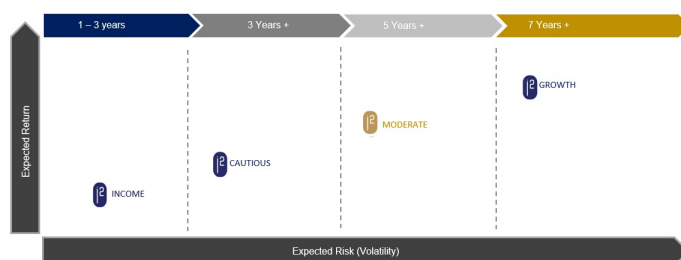 1 – 3 years
3 Years +
5 Years +
7 Years +
Expected Return
GROWTH
MODERATE
CAUTIOUS
INCOME
Expected Risk (Volatility)